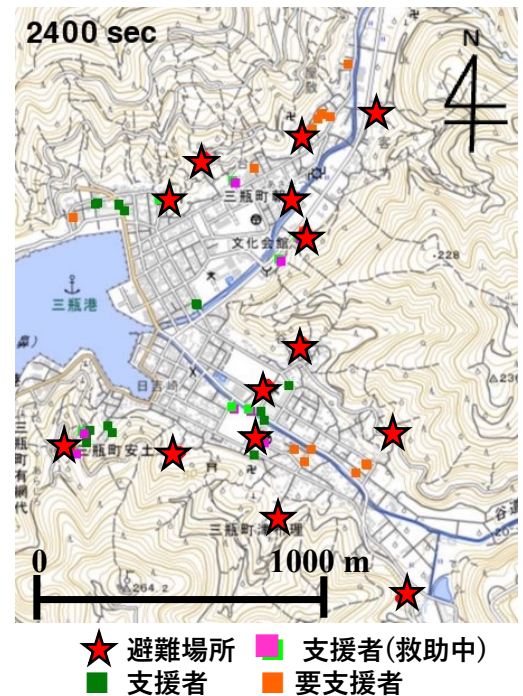 2400 sec
N
三瓶町
文化会館
・228
三瓶港
日吉崎
三瓶町安土
三瓶町有網代
谷道
三瓶町津布理
264.2
0 1000 m
避難場所 支援者(救助中)
支援者 要支援者